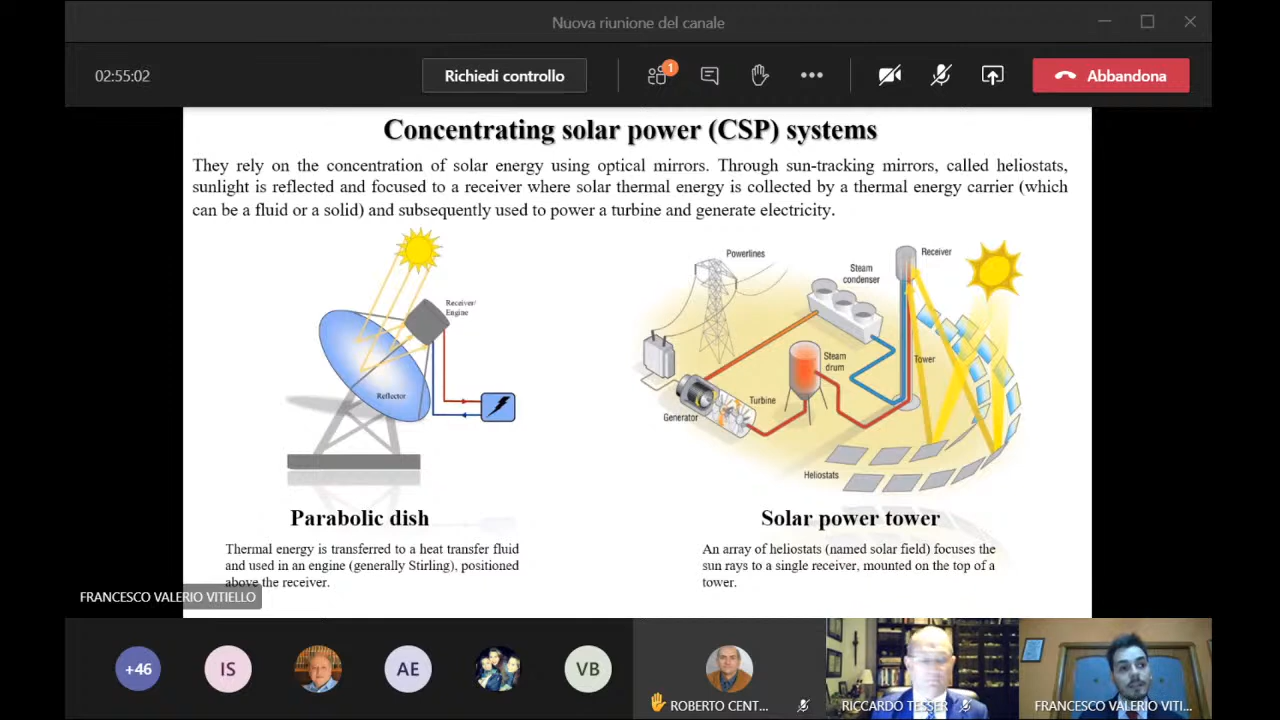 Nuova riunione del canale
02:55:02
Richiedi controllo
1
Abbandona
Concentrating solar power (CSP) systems
They rely on the concentration of solar energy using optical mirrors. Through sun-tracking mirrors, called heliostats,
sunlight is reflected and focused to a receiver where solar thermal energy is collected by a thermal energy carrier (which
can be a fluid or a solid) and subsequently used to power a turbine and generate electricity.
Receiver/
Engine
Reflector
Powerlines
Receiver
Steam
condenser
Steam
drum
Tower
Turbine
Generator
Heliostats
Parabolic dish
Solar power tower
Thermal energy is transferred to a heat transfer fluid
and used in an engine (generally Stirling), positioned
above the receiver.
An array of heliostats (named solar field) focuses the
sun rays to a single receiver, mounted on the top of a
tower.
FRANCESCO VALERIO VITIELLO
+46
IS
AE
VB
ROBERTO CENT...
RICCARDO TESSER
FRANCESCO VALERIO VITI...